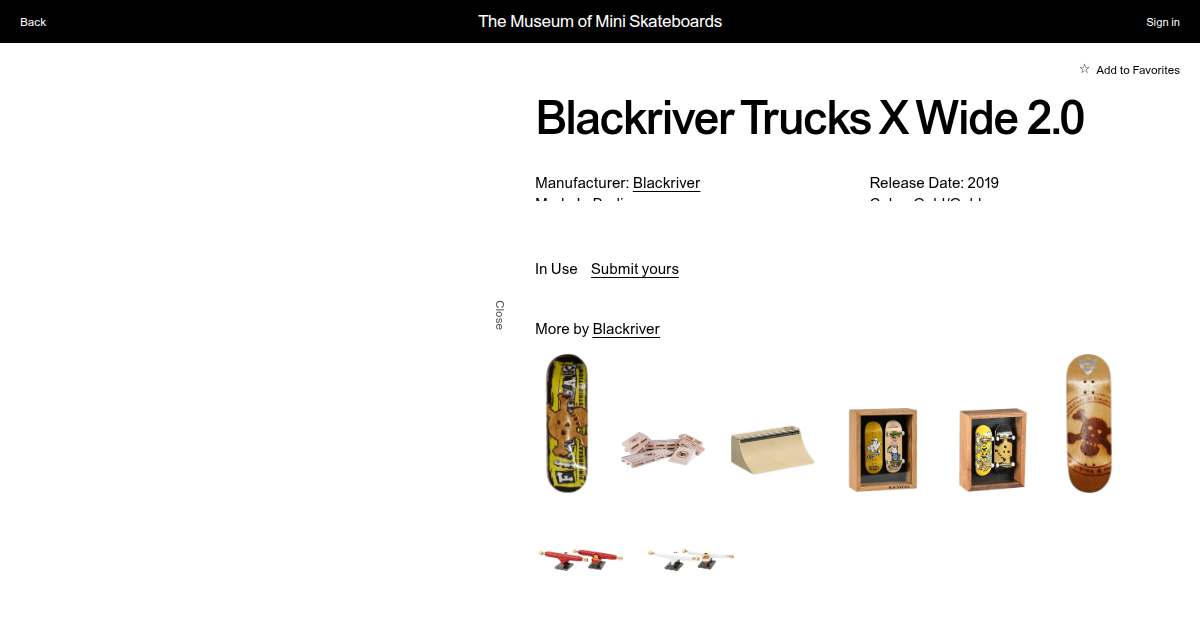 Back
The Museum of Mini Skateboards
Sign in
☆ Add to Favorites
Blackriver Trucks X Wide 2.0
Manufacturer: Blackriver
Release Date: 2019
In Use Submit yours
Close
More by Blackriver